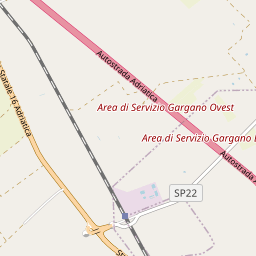 Autostrada Adriatica
Area di Servizio Gargano Ovest
Area di Servizio Gargano
Statale 16 Adriatica
Autostrada
SP22